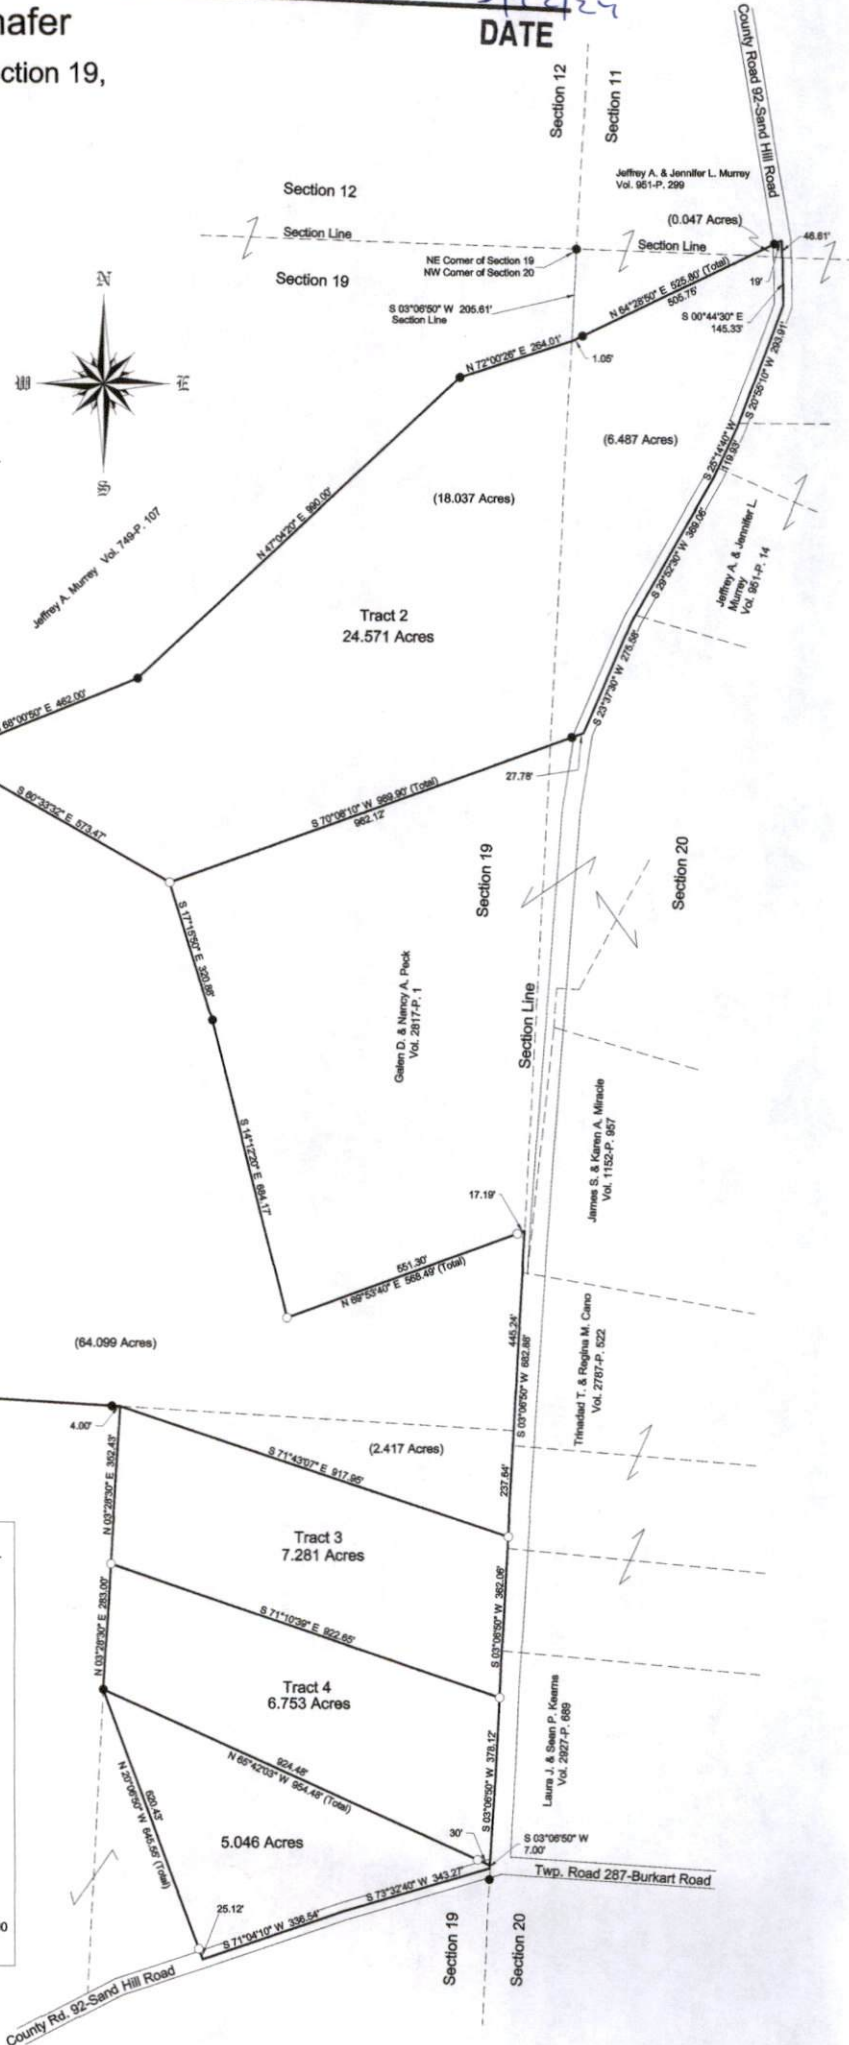 hafer
ction 19,
DATE
County Road 92-Sand Hill Road
Section 12
Section 11
Section 12
Section Line
Section 19
Jeffrey A. & Jennifer L. Murrey
Vol. 951-P. 299
(0.047 Acres)
Section Line
46.61'
NE Corner of Section 19
NW Corner of Section 20
S 03°06'50" W 205.61'
Section Line
N 64°28'50" E 525.80' (Total)
505.75'
19'
S 00°44'30" E
145.33'
N 72°00'26" E 264.01'
1.05'
S 20°55'10" W 293.91'
N
W
E
S
(6.487 Acres)
S 25°14'40" W
119.93'
(18.037 Acres)
N 47°04'20" E 990.00'
Jeffrey A. Murrey Vol. 749-P. 107
S 29°52'30" W 369.06'
Jeffrey A. & Jennifer L.
Murrey
Vol. 951-P. 14
Tract 2
24.571 Acres
68°00'50" E 462.00'
S 23°37'30" W 275.58'
27.78'
S 60°33'32" E 573.47'
S 70°08'10" W 989.90' (Total)
962.12'
Section 19
Section 20
S 17°15'50" E 320.88'
Galen D. & Nancy A. Peck
Vol. 2817-P. 1
Section Line
S 14°12'20" E 684.17'
James S. & Karen A. Miracle
Vol. 1152-P. 957
17.19'
551.30'
N 69°53'40" E 568.49' (Total)
(64.099 Acres)
445.24'
S 03°06'50" W 682.88'
Trinadad T. & Regina M. Cano
Vol. 2787-P. 522
4.00'
(2.417 Acres)
N 03°28'30" E 352.43'
S 71°43'07" E 917.95'
237.64'
Tract 3
7.281 Acres
N 03°28'30" E 283.00'
S 71°10'39" E 922.65'
S 03°06'50" W 362.06'
Tract 4
6.753 Acres
924.48'
N 65°42'03" W 954.48' (Total)
S 03°06'50" W 378.12'
Laura J. & Sean P. Kearns
Vol. 2927-P. 689
620.43'
N 20°06'50" W 645.55' (Total)
5.046 Acres
30'
S 03°06'50" W
7.00'
Twp. Road 287-Burkart Road
25.12'
S 71°04'10" W 336.54'
S 73°32'40" W 343.27'
Section 19
Section 20
County Rd. 92-Sand Hill Road
0